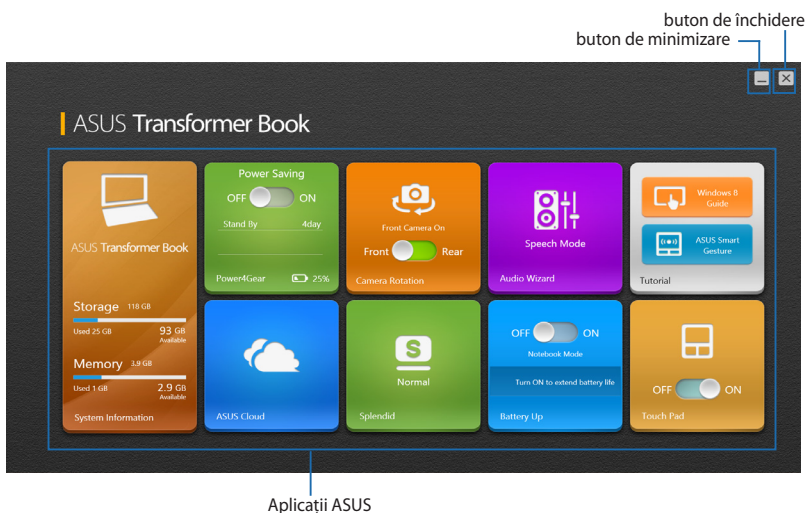 buton de închidere
buton de minimizare
ASUS Transformer Book
ASUS Transformer Book
Storage 118 GB
Used 25 GB 93 GB
Available
Memory 3.9 GB
Used 1 GB 2.9 GB
Available
System Information
Power Saving
OFF ON
Stand By 4day
Power4Gear 25%
Front Camera On
Front Rear
Camera Rotation
Speech Mode
Audio Wizard
Windows 8
Guide
ASUS Smart
Gesture
Tutorial
ASUS Cloud
S
Normal
Splendid
OFF ON
Notebook Mode
Turn ON to extend battery life
Battery Up
OFF ON
Touch Pad
Aplicații ASUS